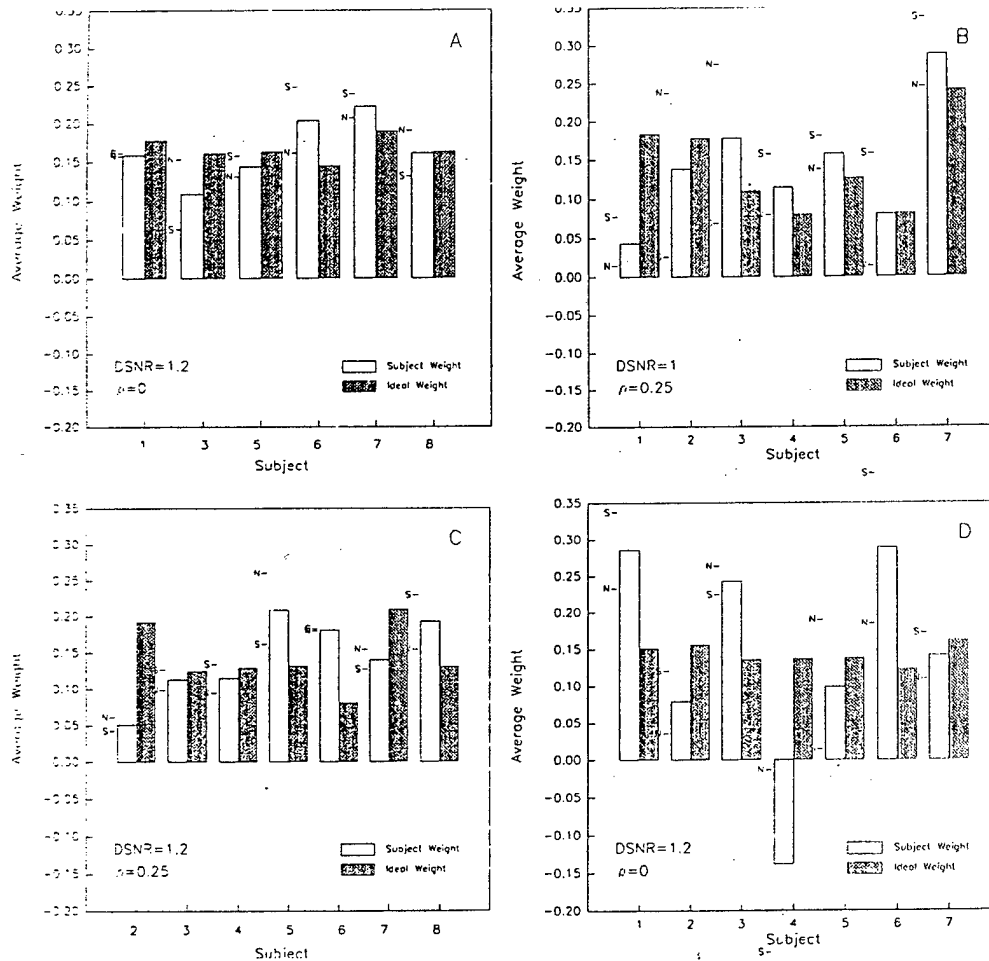 A
0.35
0.30
0.25
0.20
0.15
0.10
0.05
0.00
-0.05
-0.10
-0.15
-0.20
Average Weight
S-
N-
S-
S-
N-
S-
N-
S-
N-
N-
S-
DSNR=1.2
ρ=0
Subject Weight
Ideal Weight
1 3 5 6 7 8
Subject
B
0.35
0.30
0.25
0.20
0.15
0.10
0.05
0.00
-0.05
-0.10
-0.15
-0.20
Average Weight
S-
N-
N-
N-
S-
S-
N-
S-
S-
N-
DSNR=1
ρ=0.25
Subject Weight
Ideal Weight
1 2 3 4 5 6 7
Subject
C
0.35
0.30
0.25
0.20
0.15
0.10
0.05
0.00
-0.05
-0.10
-0.15
-0.20
Average Weight
N-
S-
S-
N-
S-
N-
S-
S-
DSNR=1.2
ρ=0.25
Subject Weight
Ideal Weight
2 3 4 5 6 7 8
Subject
S-
D
0.35
0.30
0.25
0.20
0.15
0.10
0.05
0.00
-0.05
-0.10
-0.15
-0.20
Average Weight
S-
N-
N-
S-
N-
N-
N-
S-
DSNR=1.2
ρ=0
Subject Weight
Ideal Weight
1 2 3 4 5 6 7
Subject
S-